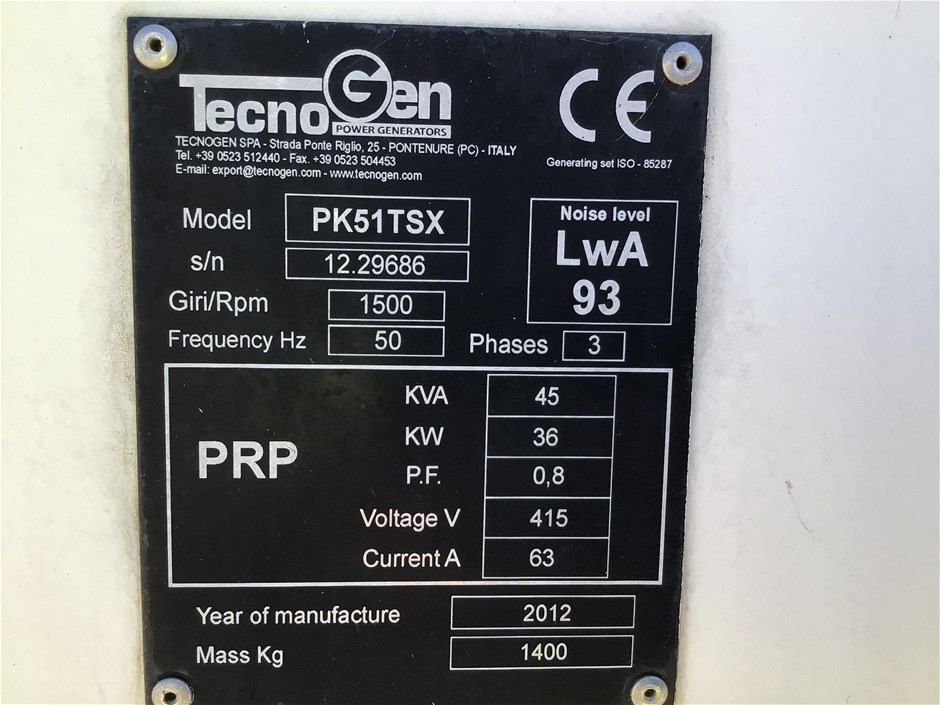 TecnoGen
POWER GENERATORS
CE
TECNOGEN SPA - Strada Ponte Riglio, 25 - PONTENURE (PC) - ITALY
Tel. +39 0523 512440 - Fax. +39 0523 504453
E-mail: export@tecnogen.com - www.tecnogen.com
Generating set ISO - 85287
Model PK51TSX
s/n 12.29686
Noise level
LwA
93
Giri/Rpm 1500
Frequency Hz 50 Phases 3
PRP
KVA 45
KW 36
P.F. 0,8
Voltage V 415
Current A 63
Year of manufacture 2012
Mass Kg 1400